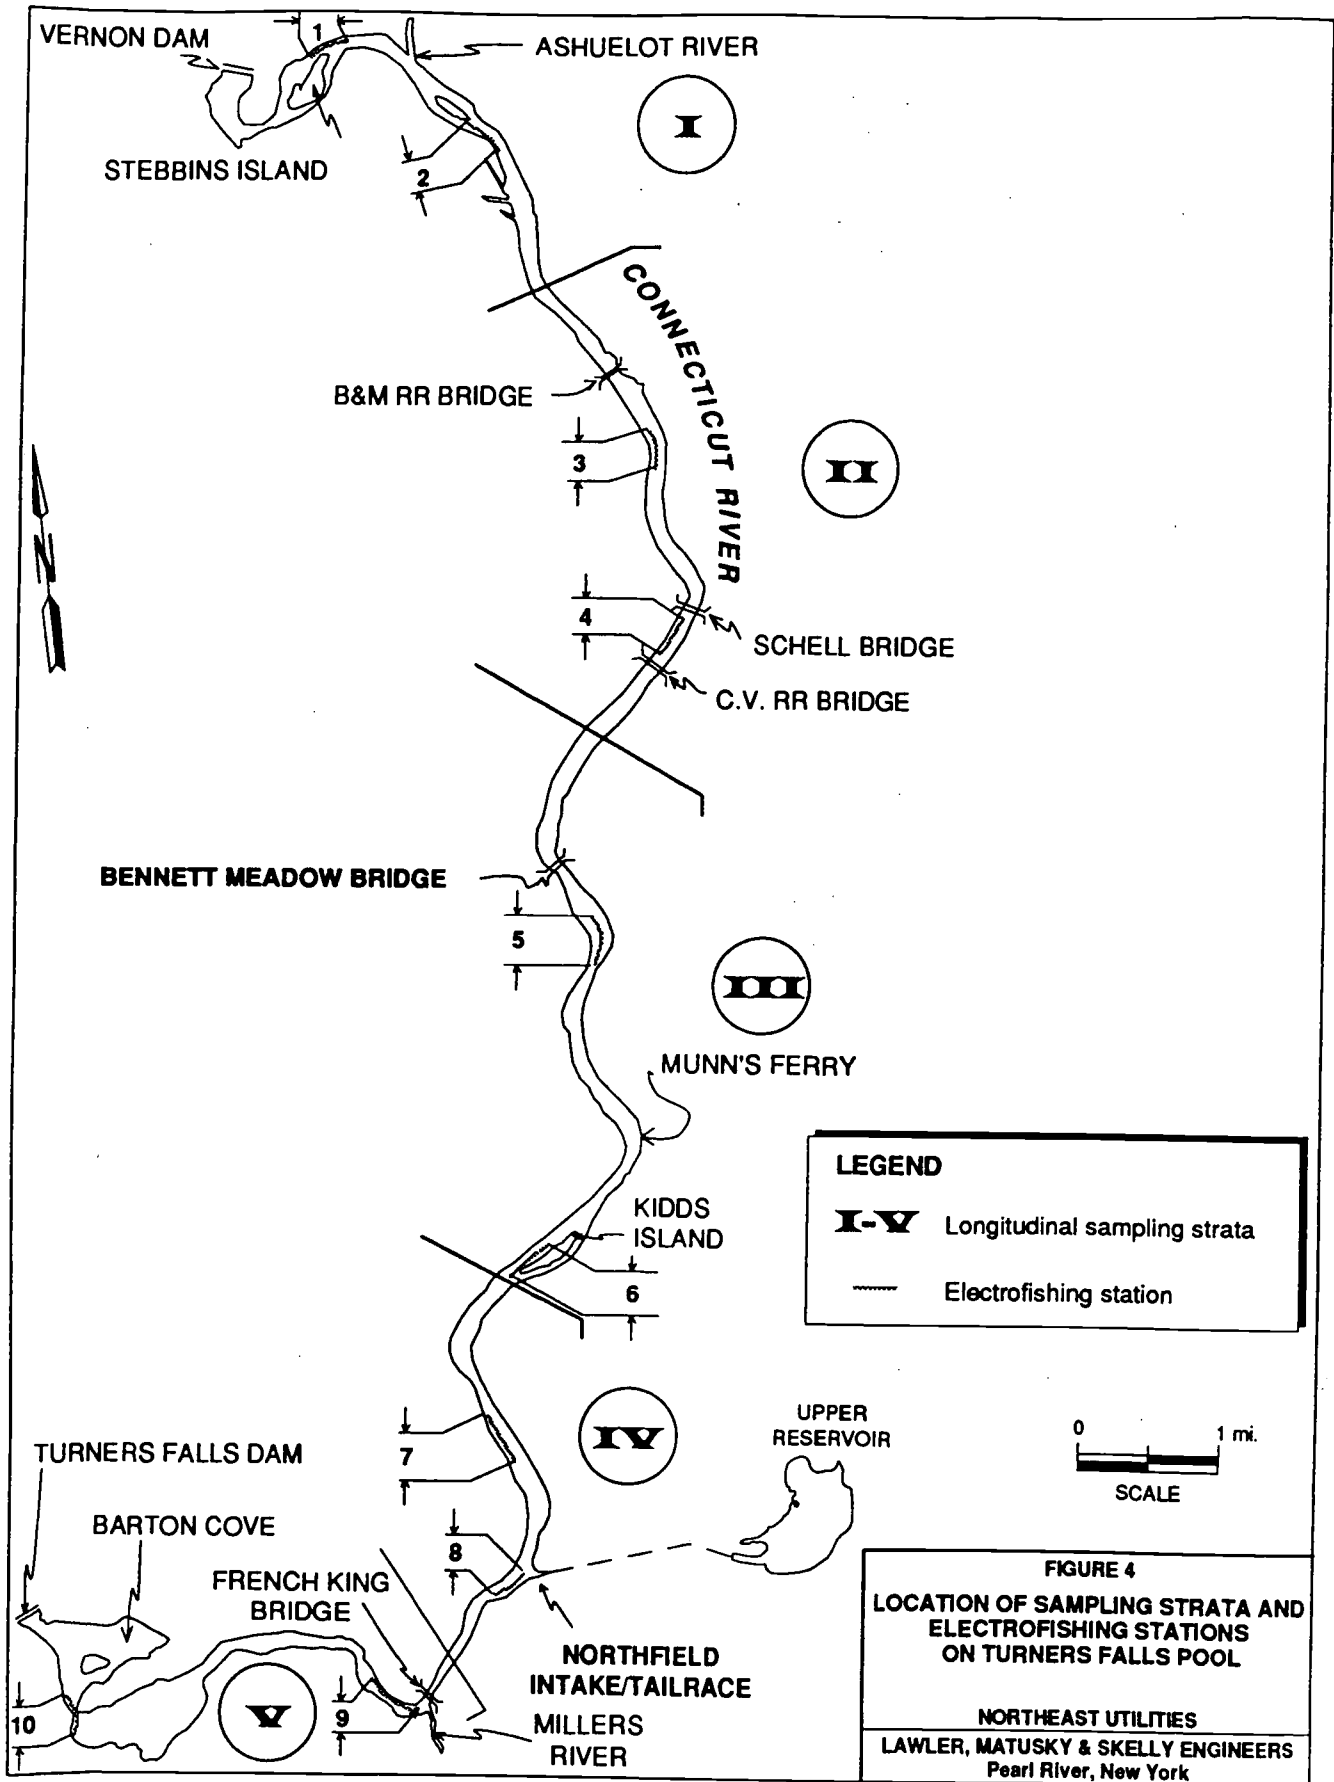 VERNON DAM
1
ASHUELOT RIVER
I
STEBBINS ISLAND
2
CONNECTICUT RIVER
B&M RR BRIDGE
3
II
N
4
SCHELL BRIDGE
C.V. RR BRIDGE
BENNETT MEADOW BRIDGE
5
III
MUNN'S FERRY
LEGEND
I-V Longitudinal sampling strata
Electrofishing station
KIDDS
ISLAND
6
IV
7
UPPER
RESERVOIR
0 1 mi.
SCALE
TURNERS FALLS DAM
BARTON COVE
8
FRENCH KING
BRIDGE
NORTHFIELD
INTAKE/TAILRACE
V
9
10
MILLERS
RIVER
FIGURE 4
LOCATION OF SAMPLING STRATA AND
ELECTROFISHING STATIONS
ON TURNERS FALLS POOL
NORTHEAST UTILITIES
LAWLER, MATUSKY & SKELLY ENGINEERS
Pearl River, New York